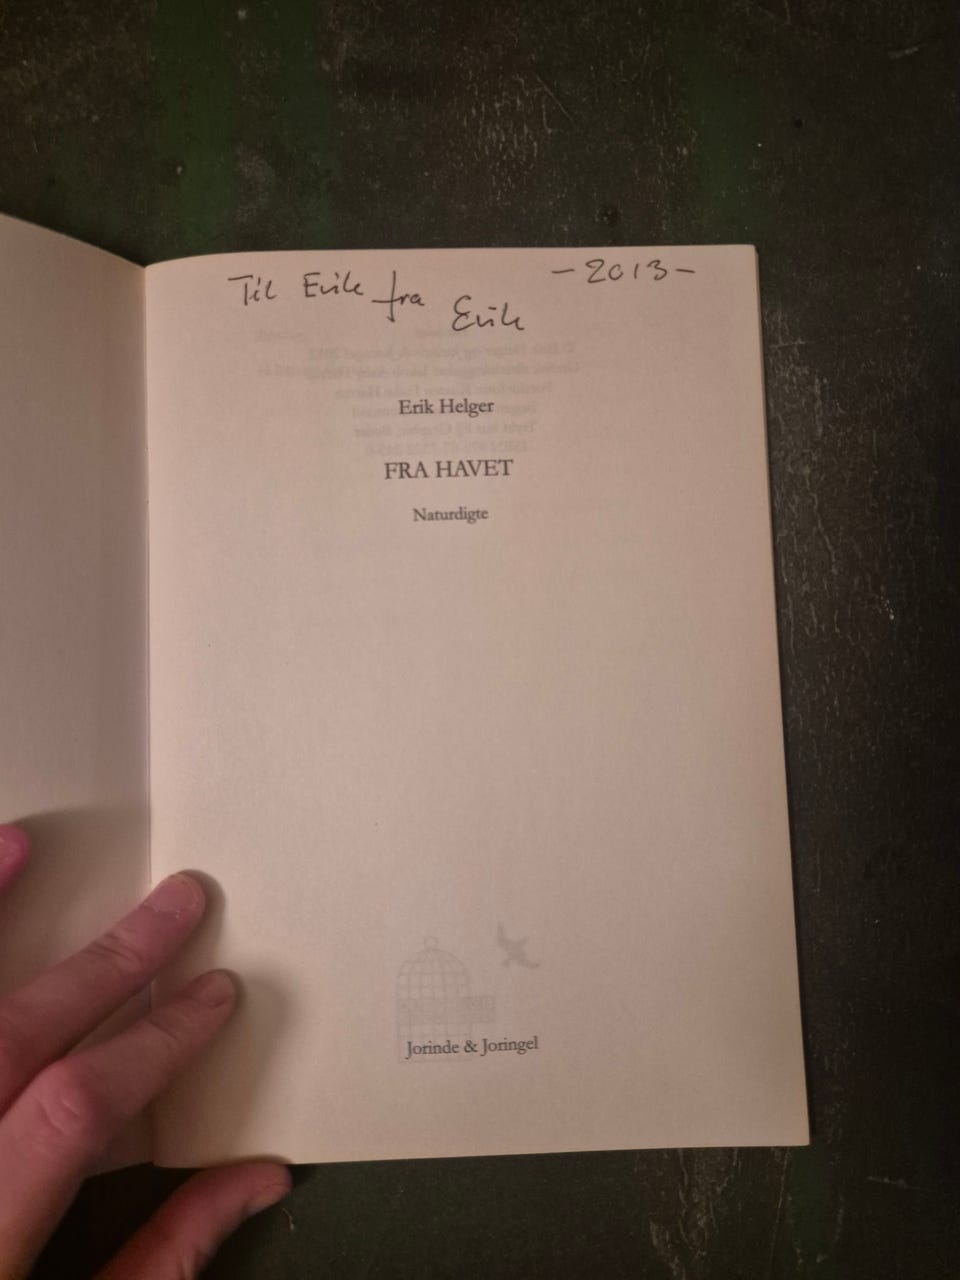 Til Erik fra Erik
- 2013 -
Erik Helger
FRA HAVET
Naturdigte
Jorinde & Joringel